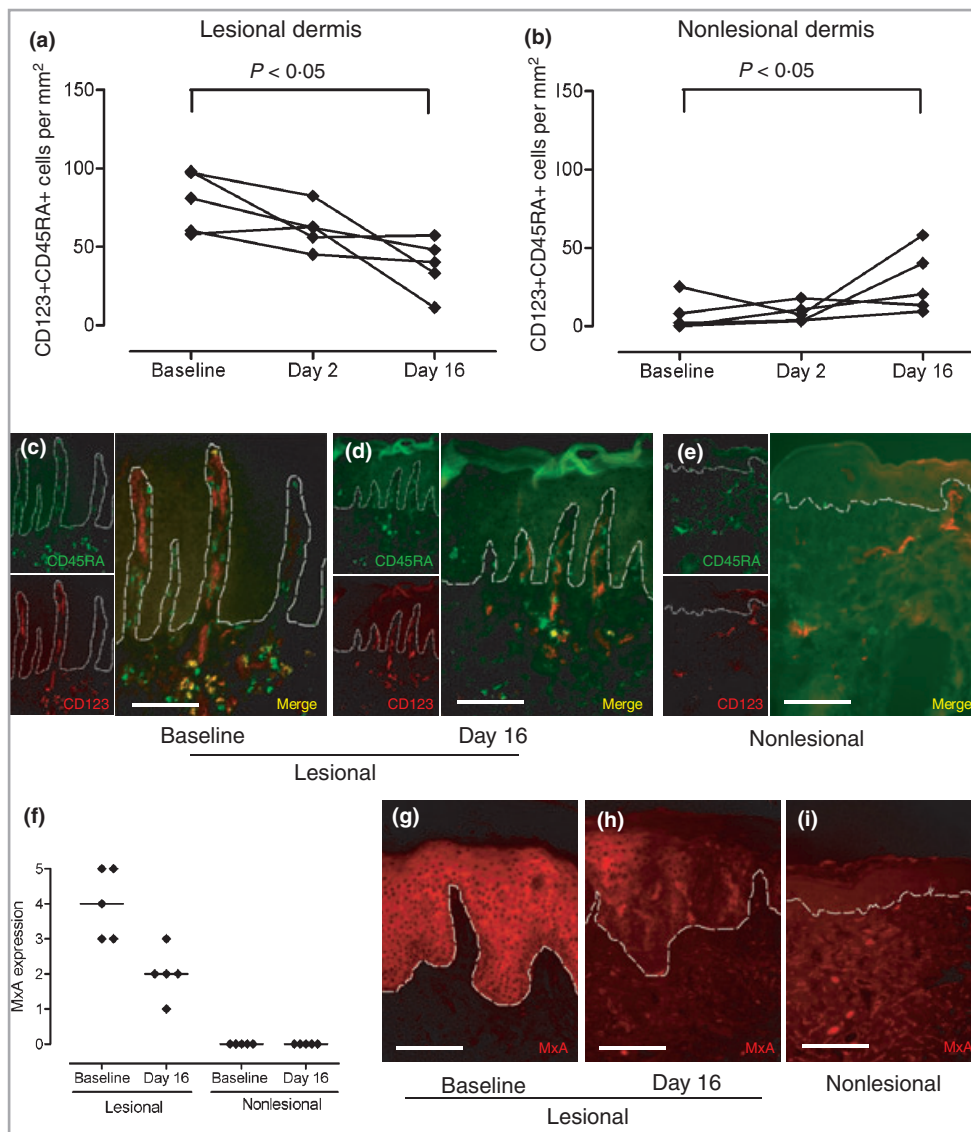 (a) Lesional dermis
CD123+CD45RA+ cells per mm²
P < 0·05
150
100
50
0
Baseline Day 2 Day 16
(b) Nonlesional dermis
CD123+CD45RA+ cells per mm²
P < 0·05
150
100
50
0
Baseline Day 2 Day 16
(c)
CD45RA
CD123
Merge
(d)
CD45RA
CD123
Merge
(e)
CD45RA
CD123
Merge
Baseline Day 16 Nonlesional
Lesional
(f)
MxA expression
5
4
3
2
1
0
Baseline Day 16 Baseline Day 16
Lesional Nonlesional
(g)
MxA
(h)
MxA
(i)
MxA
Baseline Day 16 Nonlesional
Lesional